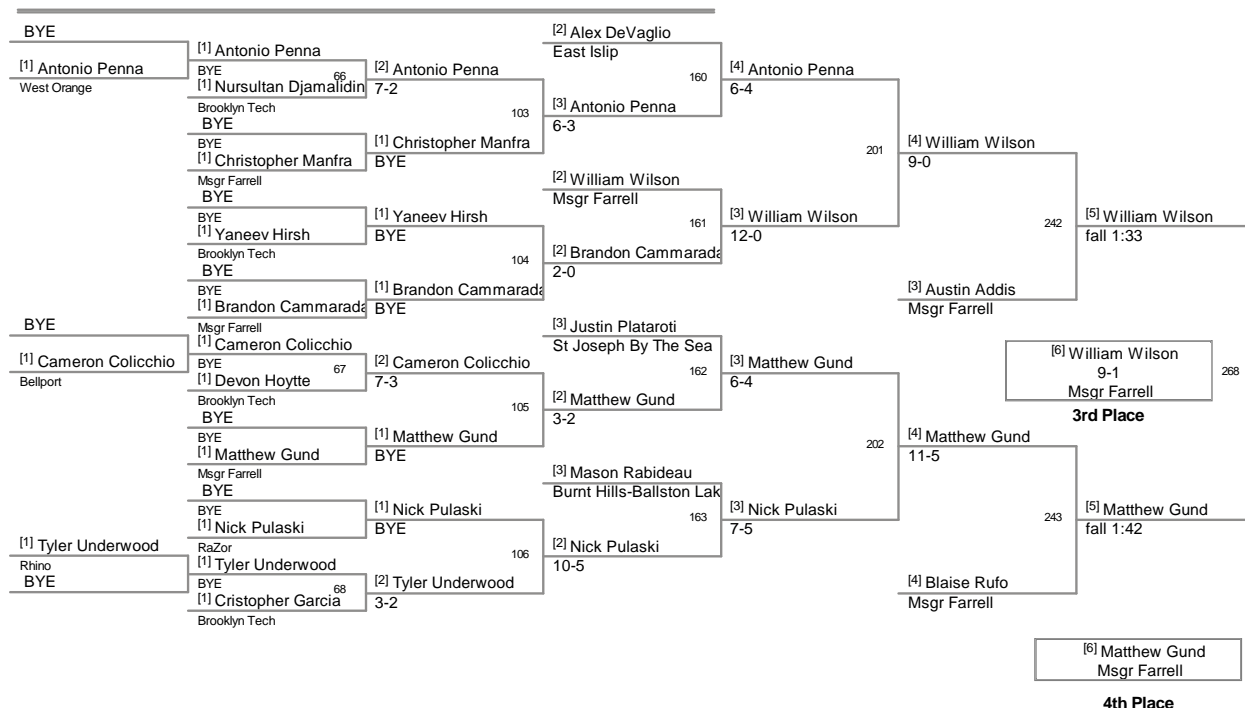 BYE
[1] Antonio Penna
West Orange
[1] Antonio Penna
BYE
66
[1] Nursultan Djamalidin
Brooklyn Tech
BYE
BYE
[1] Christopher Manfra
Msgr Farrell
BYE
BYE
[1] Yaneev Hirsh
Brooklyn Tech
BYE
BYE
[1] Brandon Cammarada
Msgr Farrell
BYE
[1] Cameron Colicchio
Bellport
[1] Cameron Colicchio
BYE
67
[1] Devon Hoytte
Brooklyn Tech
BYE
BYE
[1] Matthew Gund
Msgr Farrell
BYE
BYE
[1] Nick Pulaski
RaZor
[1] Tyler Underwood
Rhino
BYE
[1] Tyler Underwood
BYE
68
[1] Cristopher Garcia
Brooklyn Tech
[2] Antonio Penna
7-2
103
[1] Christopher Manfra
BYE
[1] Yaneev Hirsh
BYE
104
[1] Brandon Cammarada
BYE
[2] Cameron Colicchio
7-3
105
[1] Matthew Gund
BYE
[1] Nick Pulaski
BYE
106
[2] Tyler Underwood
3-2
[2] Alex DeVaglio
East Islip
160
[3] Antonio Penna
6-3
[2] William Wilson
Msgr Farrell
161
[2] Brandon Cammarada
2-0
[3] Justin Plataroti
St Joseph By The Sea
162
[2] Matthew Gund
3-2
[3] Mason Rabideau
Burnt Hills-Ballston Lak
163
[2] Nick Pulaski
10-5
[4] Antonio Penna
6-4
201
[3] William Wilson
12-0
[3] Matthew Gund
6-4
202
[3] Nick Pulaski
7-5
[4] William Wilson
9-0
242
[3] Austin Addis
Msgr Farrell
[4] Matthew Gund
11-5
243
[4] Blaise Rufo
Msgr Farrell
[5] William Wilson
fall 1:33
[6] William Wilson
9-1
Msgr Farrell
268
3rd Place
[5] Matthew Gund
fall 1:42
[6] Matthew Gund
Msgr Farrell
4th Place